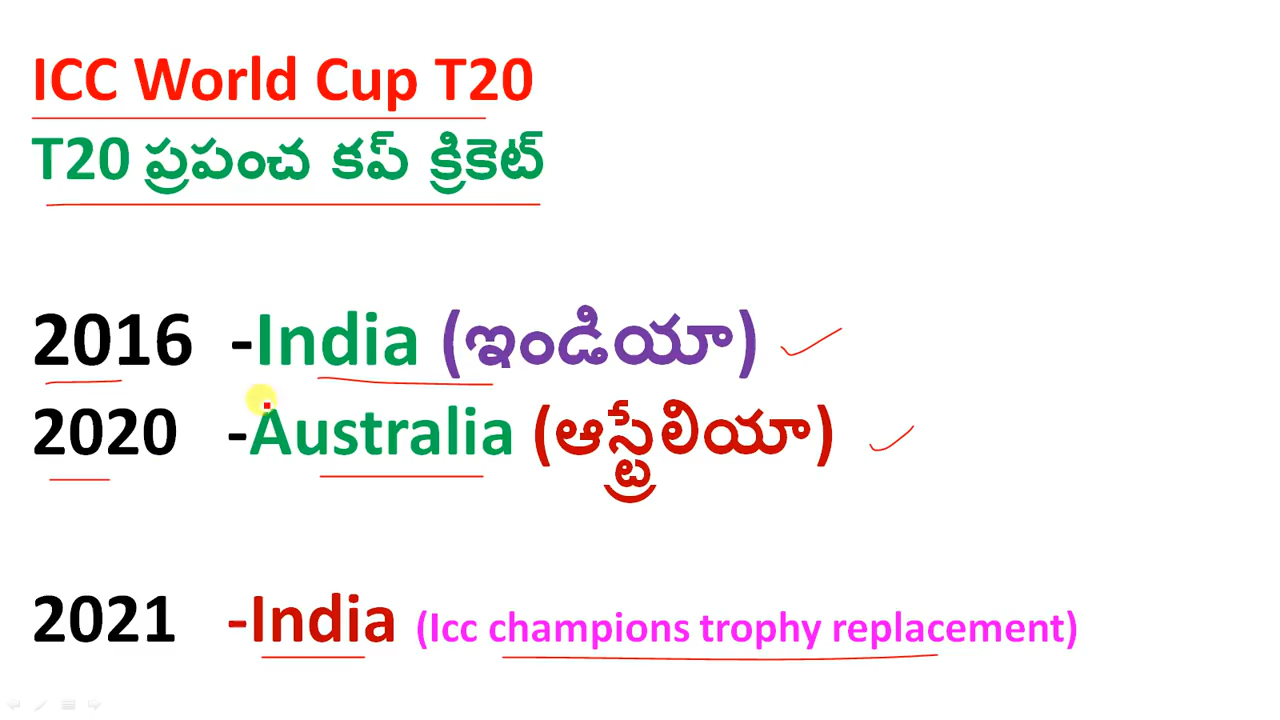 ICC World Cup T20
T20 ప్రపంచ కప్ క్రికెట్
2016 -India (ఇండియా)
2020 -Australia (ఆస్ట్రేలియా)
2021 -India (Icc champions trophy replacement)